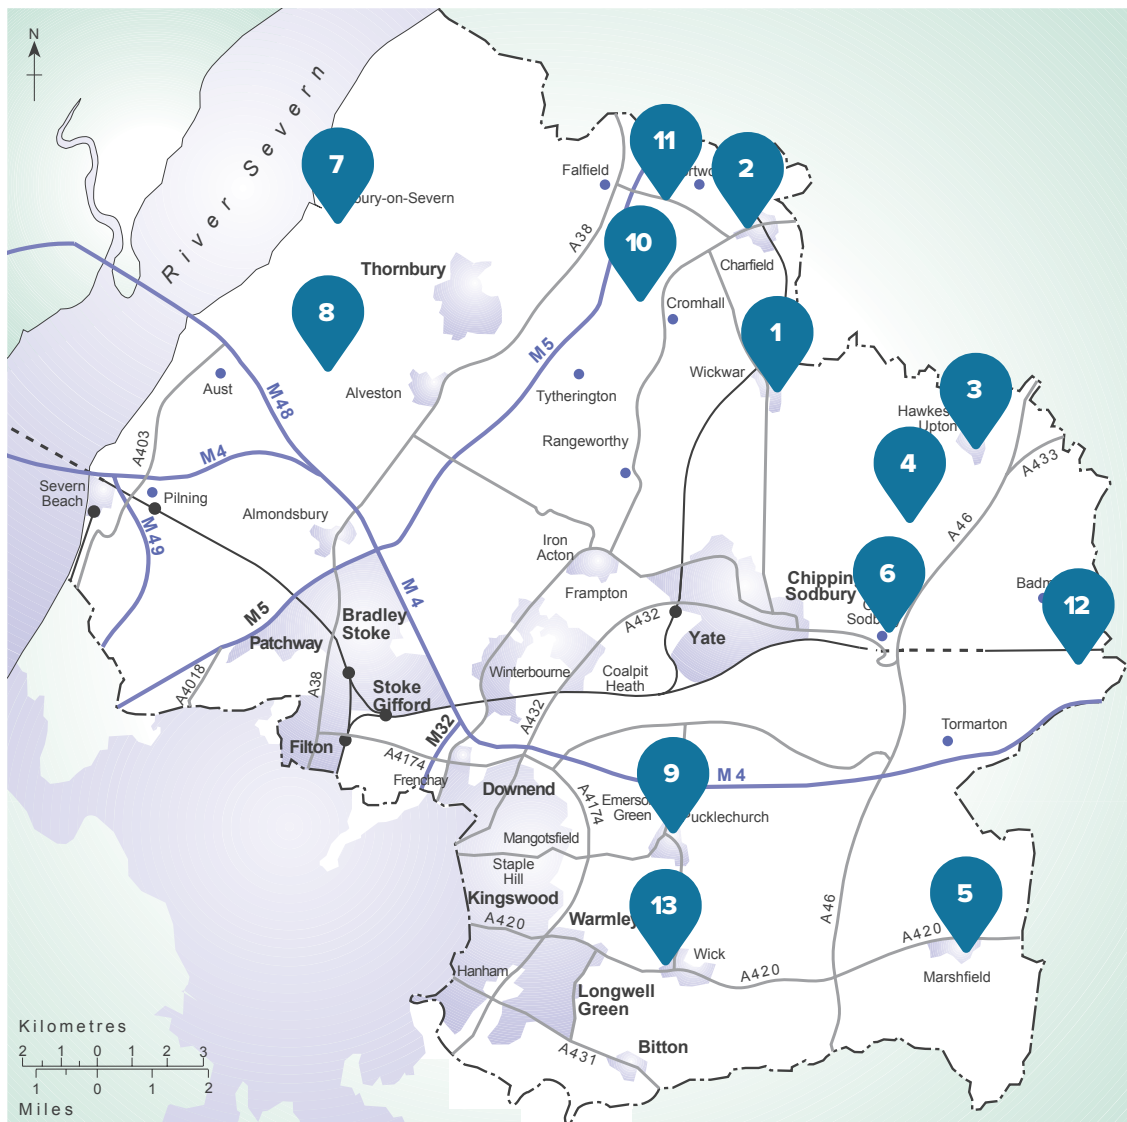 N
River Severn
11
2
7
Falfield
bury-on-Severn
10
A38
Charfield
Thornbury
8
Cromhall
1
M5
Wickwar
3
Aust
Alveston
M48
Tytherington
Hawkes
Upton
A403
M4
Rangeworthy
4
A433
Severn
Beach
Pilning
Almondsbury
A46
M49
Iron
Acton
6
M4
Chippin
Sodbury
Badm
12
Frampton
M5
Bradley
Stoke
A432
Yate
Patchway
Winterbourne
Coalpit
Heath
A4018
A38
Stoke
Gifford
A432
M32
Tormarton
Filton
A4174
Frenchay
9
M4
Downend
A4174
Emerso
Green
Pucklechurch
Mangotsfield
Staple
Hill
Kingswood
13
5
A420
Warmley
A46
A420
Wick
Hanham
A420
Marshfield
Longwell
Green
Kilometres
A431
Bitton
2 1 0 1 2 3
1 0 1 2
Miles